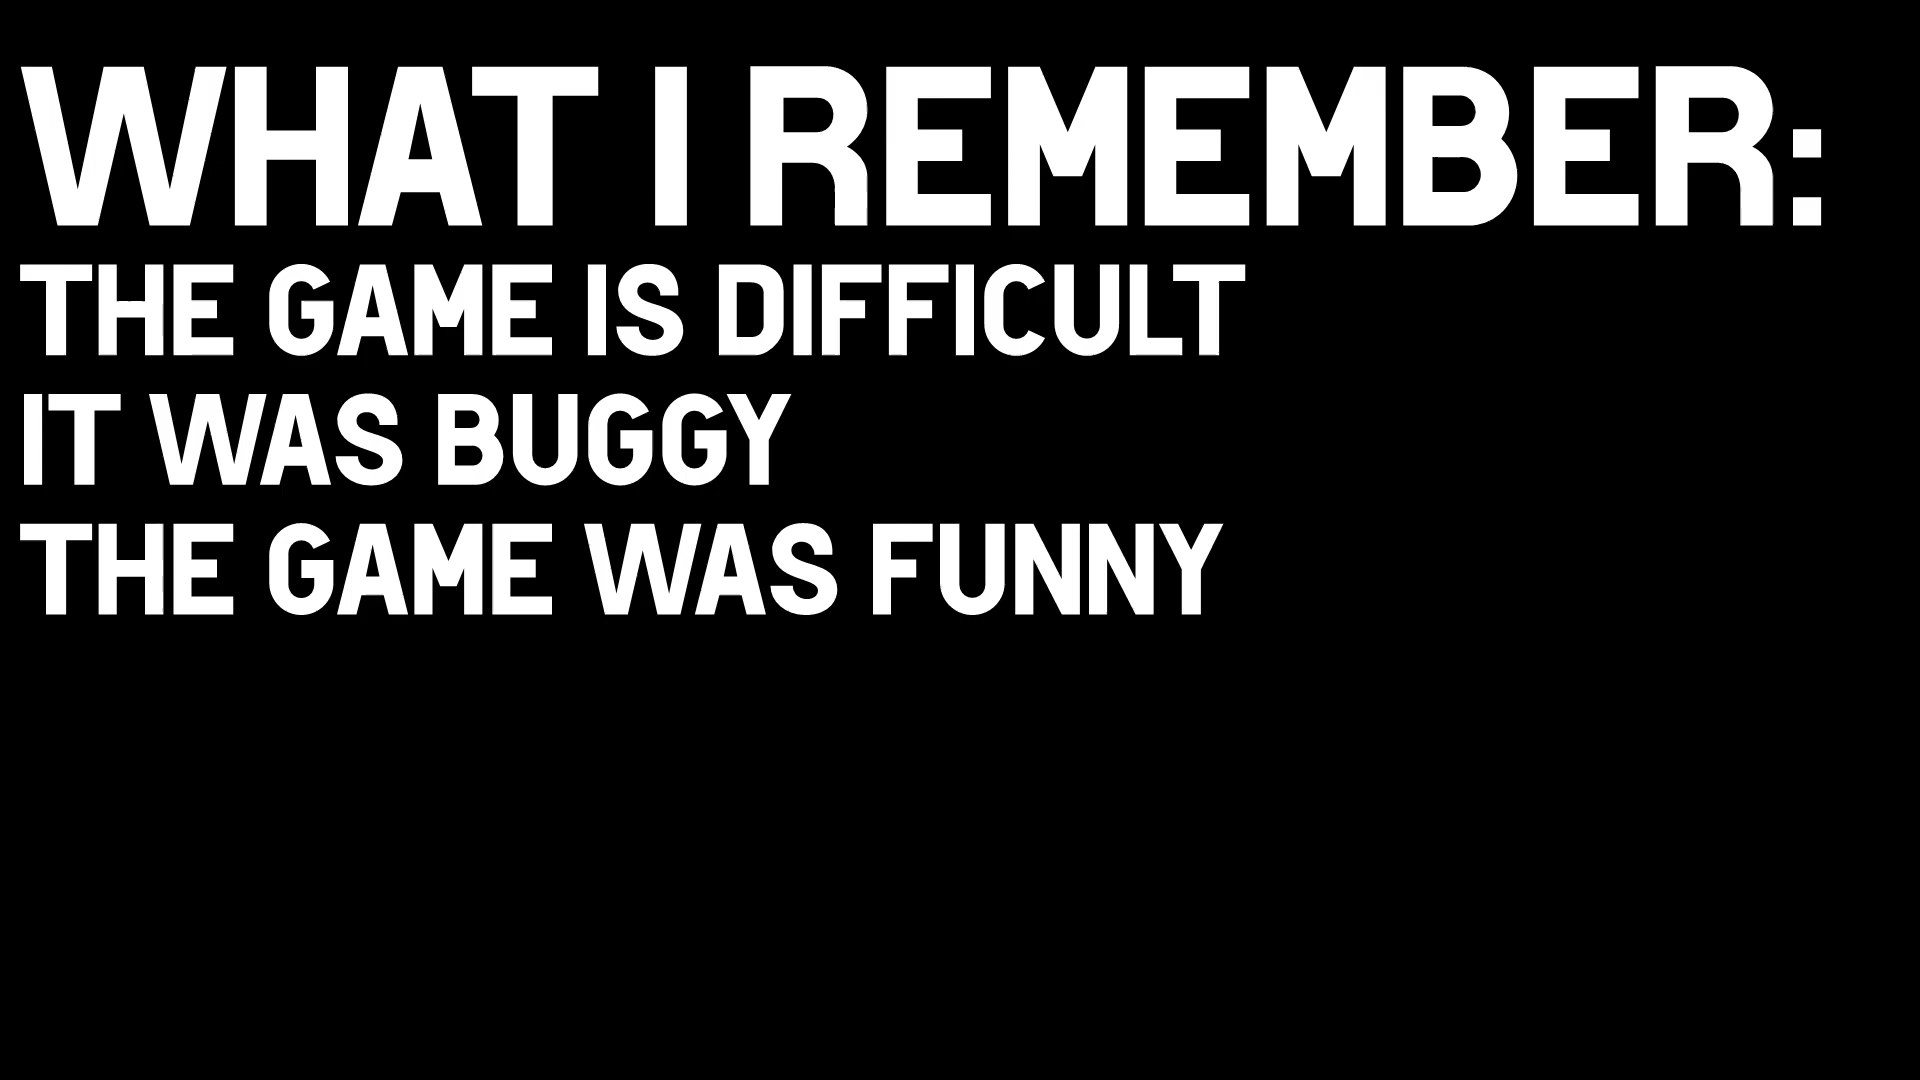 WHAT I REMEMBER:
THE GAME IS DIFFICULT
IT WAS BUGGY
THE GAME WAS FUNNY